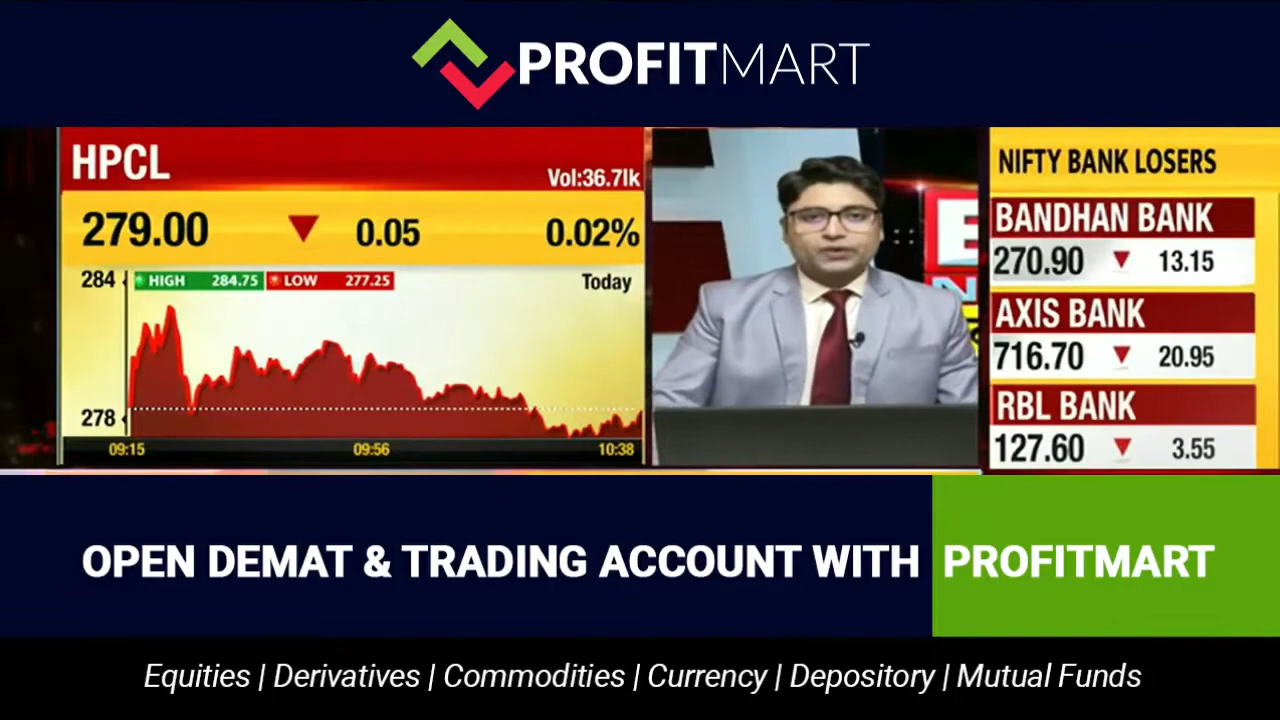 PROFITMART
HPCL
Vol:36.7lk
279.00 0.05 0.02%
284 HIGH 284.75 LOW 277.25 Today
278
09:15 09:56 10:38
NIFTY BANK LOSERS
BANDHAN BANK
270.90 13.15
AXIS BANK
716.70 20.95
RBL BANK
127.60 3.55
OPEN DEMAT & TRADING ACCOUNT WITH PROFITMART
Equities | Derivatives | Commodities | Currency | Depository | Mutual Funds